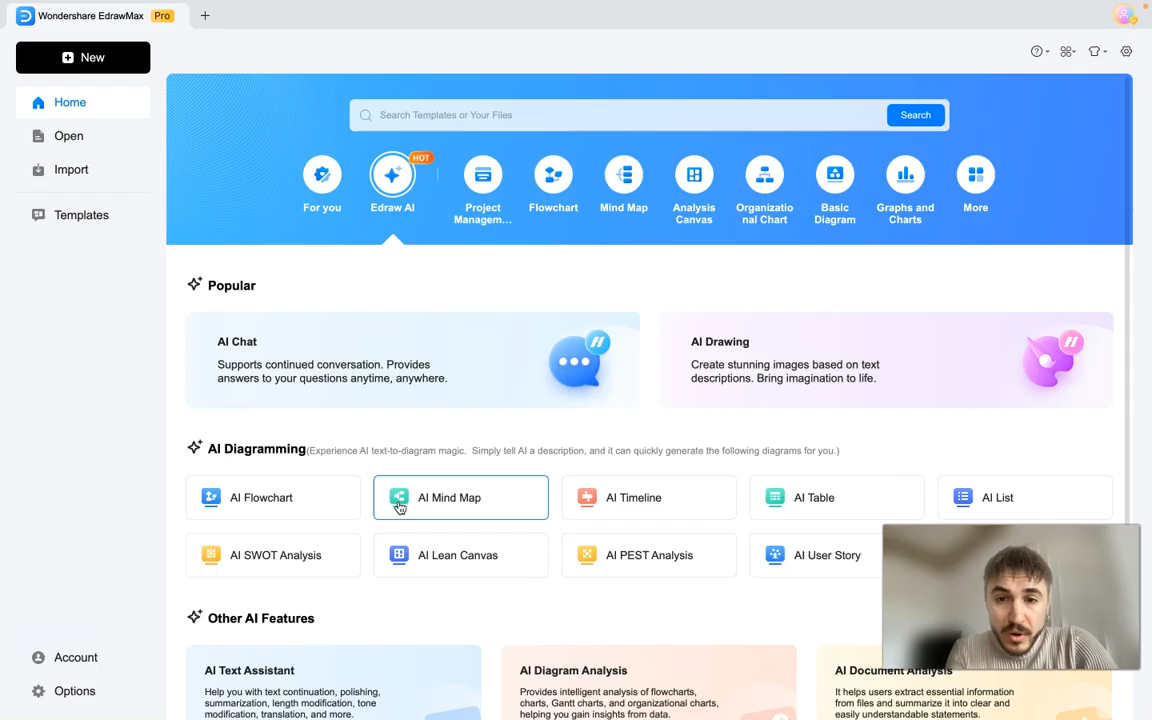 Wondershare EdrawMax Pro
New
Home
Open
Import
Templates
Account
Options
Search Templates or Your Files
Search
For you
Edraw AI
HOT
Project
Managem...
Flowchart
Mind Map
Analysis
Canvas
Organizatio
nal Chart
Basic
Diagram
Graphs and
Charts
More
Popular
AI Chat
Supports continued conversation. Provides
answers to your questions anytime, anywhere.
AI Drawing
Create stunning images based on text
descriptions. Bring imagination to life.
AI Diagramming(Experience AI text-to-diagram magic. Simply tell AI a description, and it can quickly generate the following diagrams for you.)
AI Flowchart
AI Mind Map
AI Timeline
AI Table
AI List
AI SWOT Analysis
AI Lean Canvas
AI PEST Analysis
AI User Story
Other AI Features
AI Text Assistant
Help you with text continuation, polishing,
summarization, length modification, tone
modification, translation, and more.
AI Diagram Analysis
Provides intelligent analysis of flowcharts,
charts, Gantt charts, and organizational charts,
helping you gain insights from data.
AI Document Analysis
It helps users extract essential information
from files and summarize it into clear and
easily understandable statements.